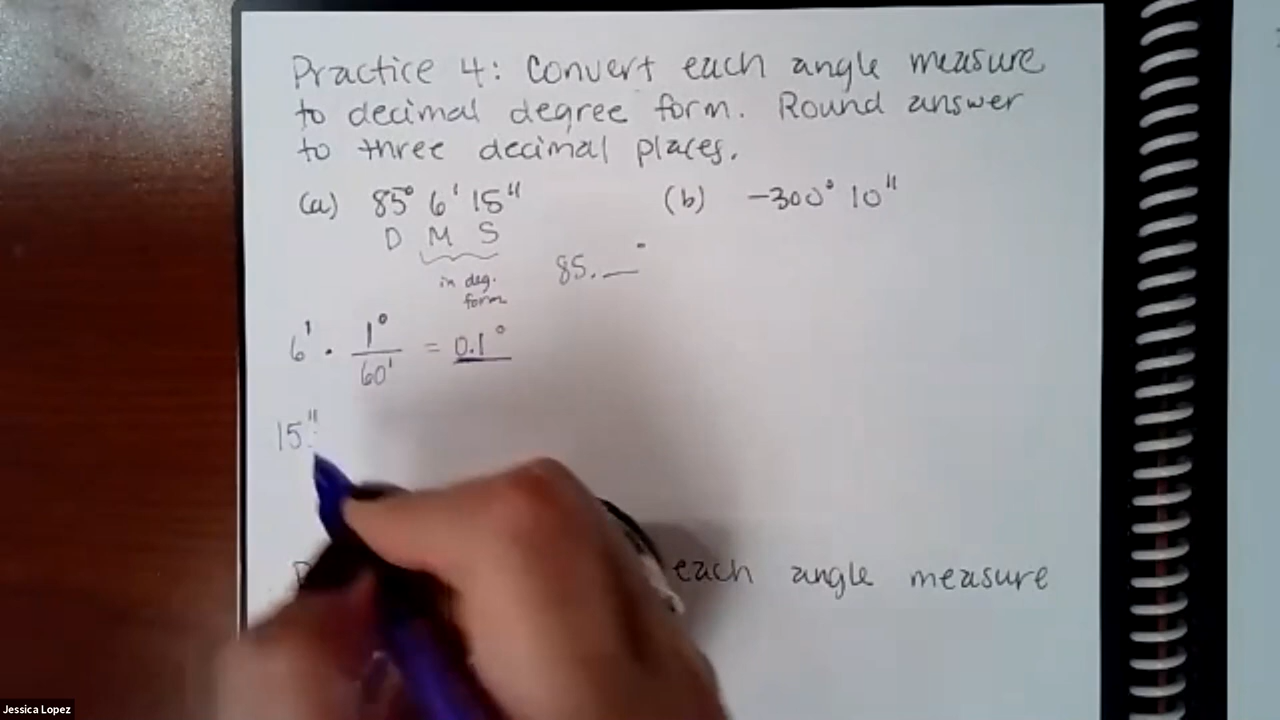 Practice 4: Convert each angle measure
to decimal degree form. Round answer
to three decimal places.
(a) 85° 6' 15"
(b) -300° 10"
D M S
in deg.
form
85.__°
6' · 1°/60' = 0.1°
15"
each angle measure
Jessica Lopez